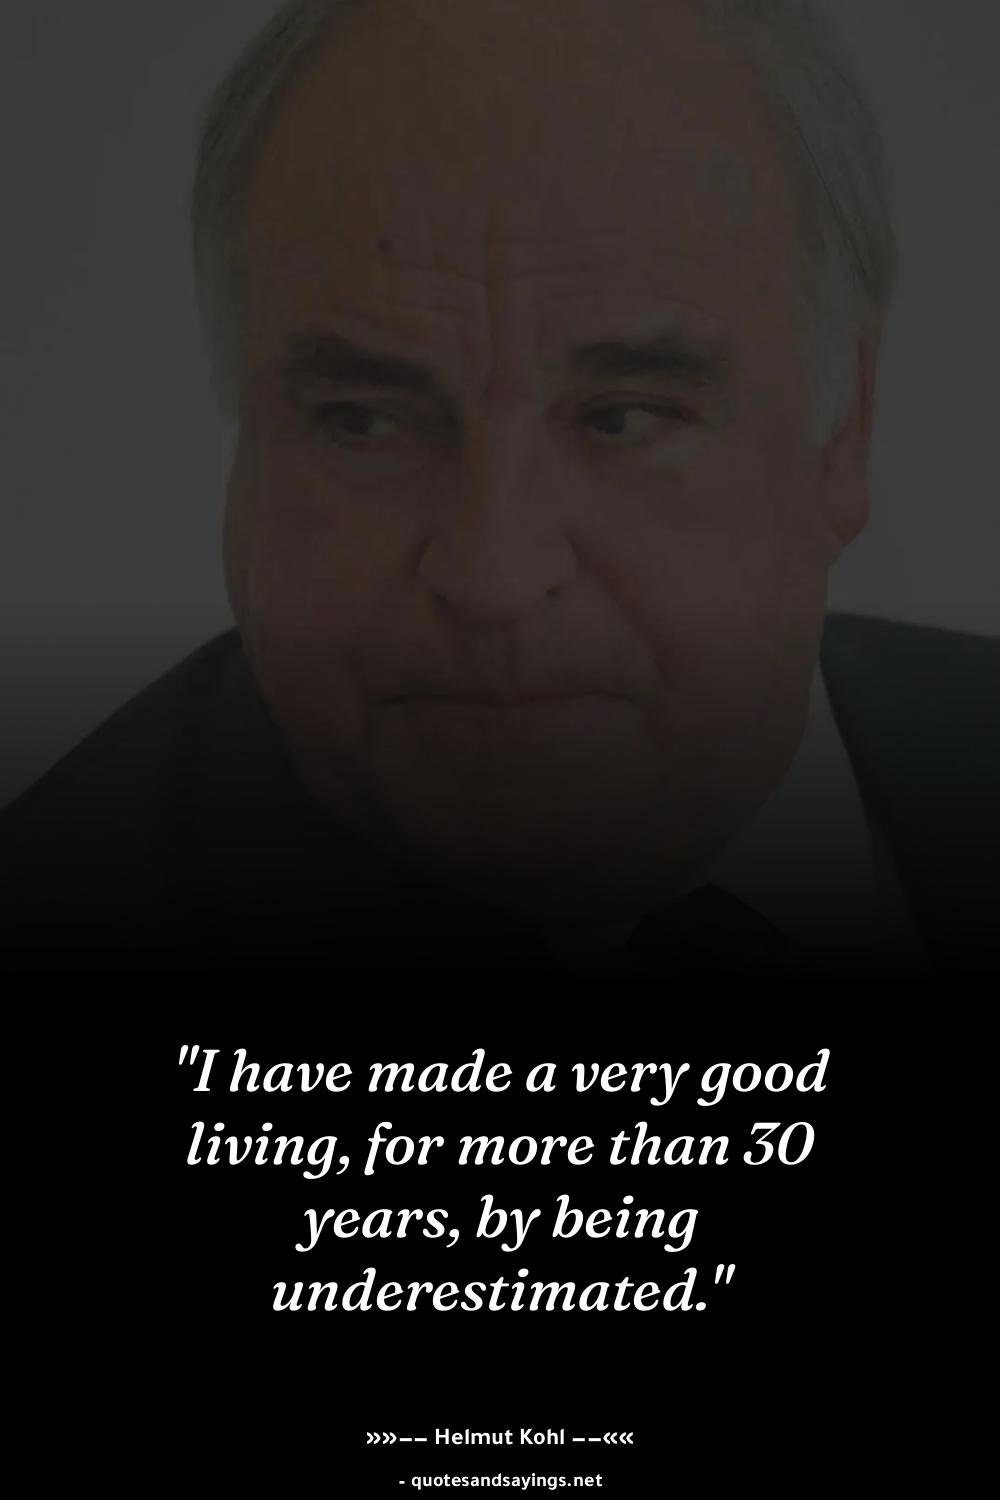 "I have made a very good
living, for more than 30
years, by being
underestimated."
»»–– Helmut Kohl ––««
- quotesandsayings.net